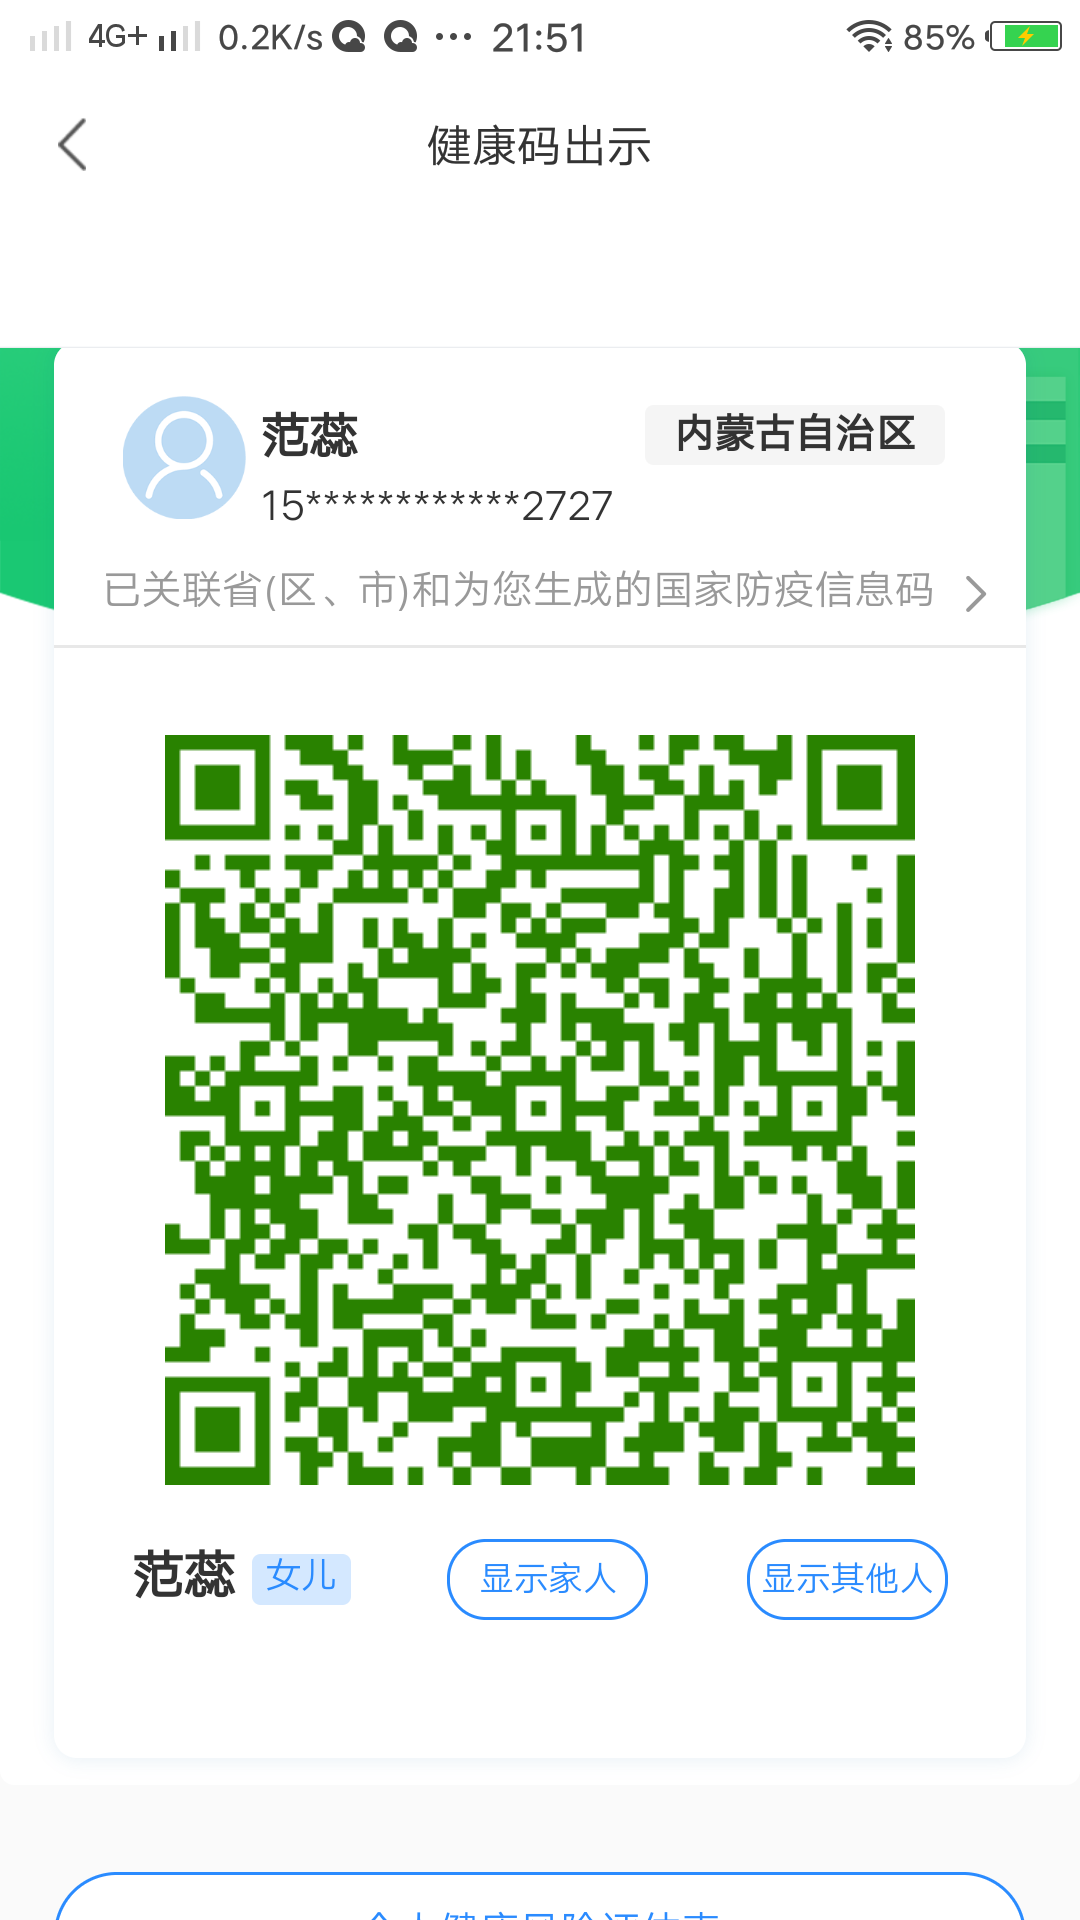 4G+ 0.2K/s ··· 21:51 85%
健康码出示
范蕊 内蒙古自治区
15************2727
已关联省(区、市)和为您生成的国家防疫信息码
范蕊 女儿 显示家人 显示其他人